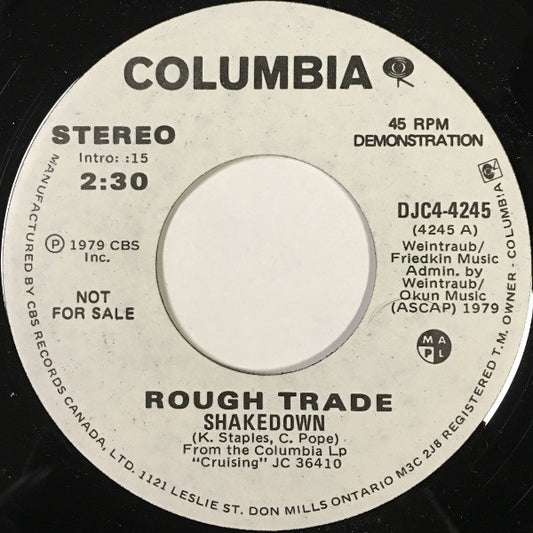 COLUMBIA
STEREO
Intro: :15
2:30
45 RPM
DEMONSTRATION
DJC4-4245
(4245 A)
Weintraub/
Friedkin Music
Admin. by
Weintraub/
Okun Music
(ASCAP) 1979
Ⓟ 1979 CBS
Inc.
NOT
FOR SALE
M A
P L
ROUGH TRADE
SHAKEDOWN
(K. Staples, C. Pope)
From the Columbia Lp
"Cruising" JC 36410
MANUFACTURED BY CBS RECORDS CANADA, LTD. 1121 LESLIE ST. DON MILLS ONTARIO M3C 2J8 REGISTERED T.M. OWNER - COLUMBIA